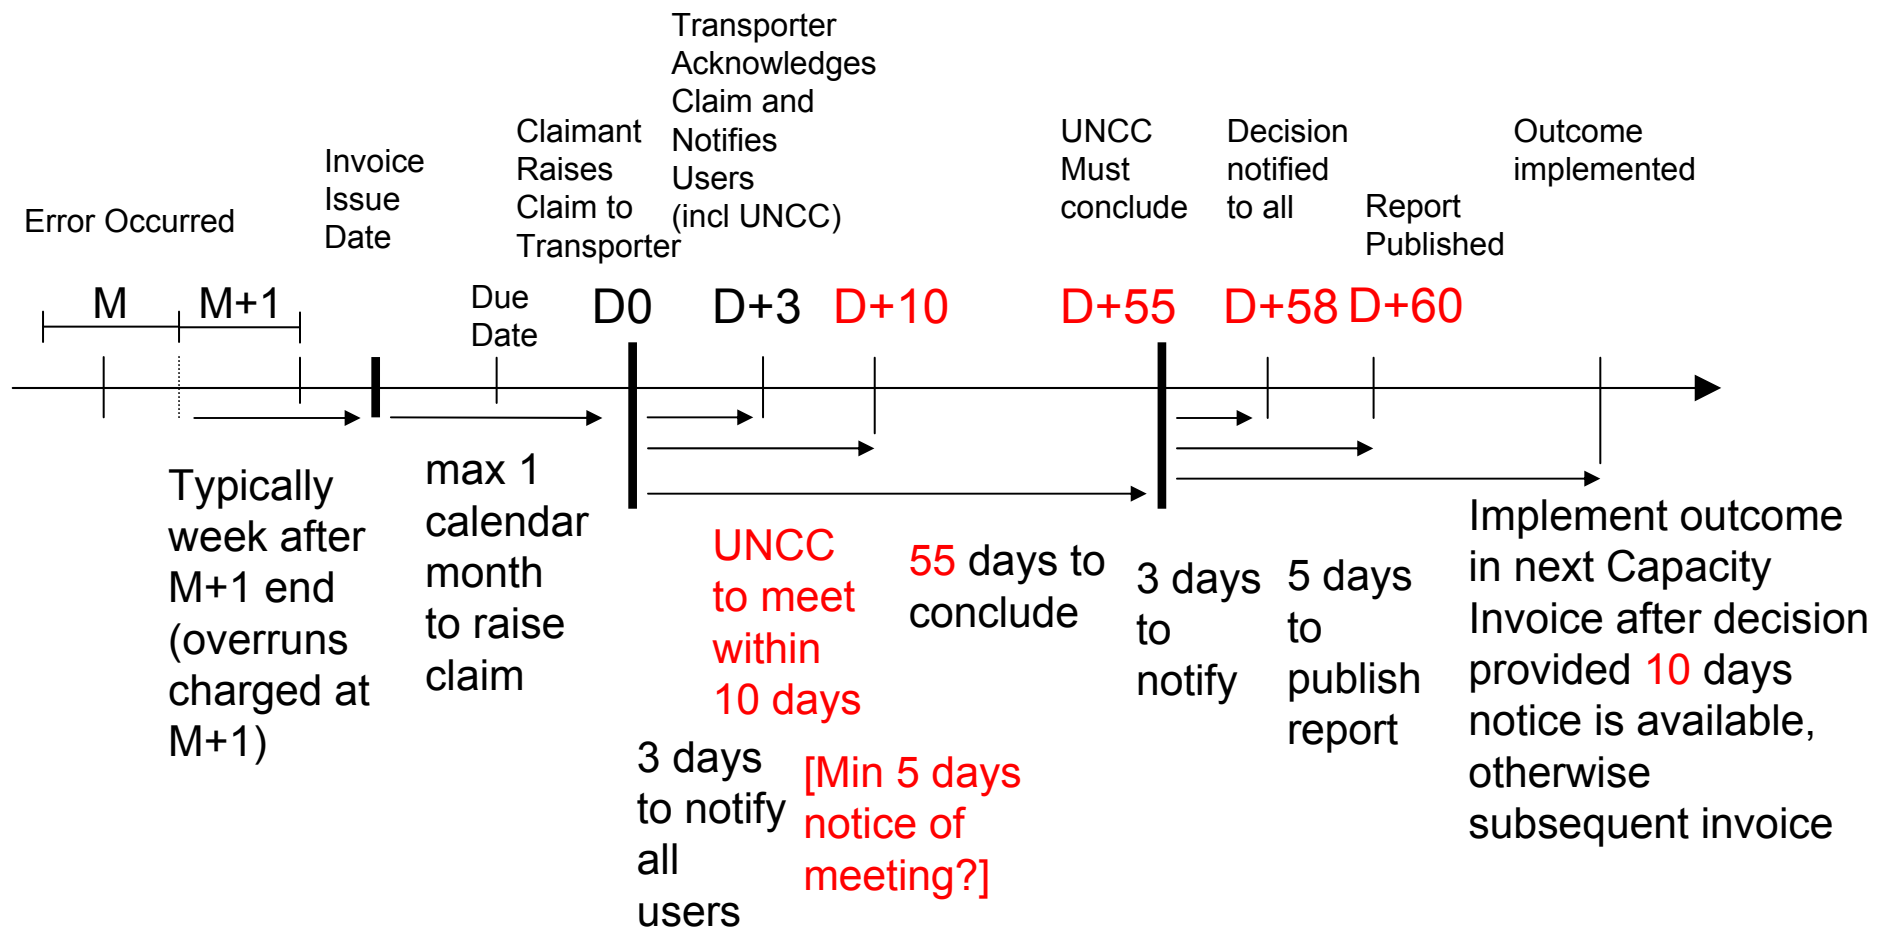 Error Occurred
Invoice
Issue
Date
Claimant
Raises
Claim to
Transporter
Transporter
Acknowledges
Claim and
Notifies
Users
(incl UNCC)
UNCC
Must
conclude
Decision
notified
to all
Report
Published
Outcome
implemented
M
M+1
Due
Date
D0
D+3
D+10
D+55
D+58
D+60
Typically
week after
M+1 end
(overruns
charged at
M+1)
max 1
calendar
month
to raise
claim
UNCC
to meet
within
10 days
3 days
to notify
all
users
[Min 5 days
notice of
meeting?]
55 days to
conclude
3 days
to
notify
5 days
to
publish
report
Implement outcome
in next Capacity
Invoice after decision
provided 10 days
notice is available,
otherwise
subsequent invoice